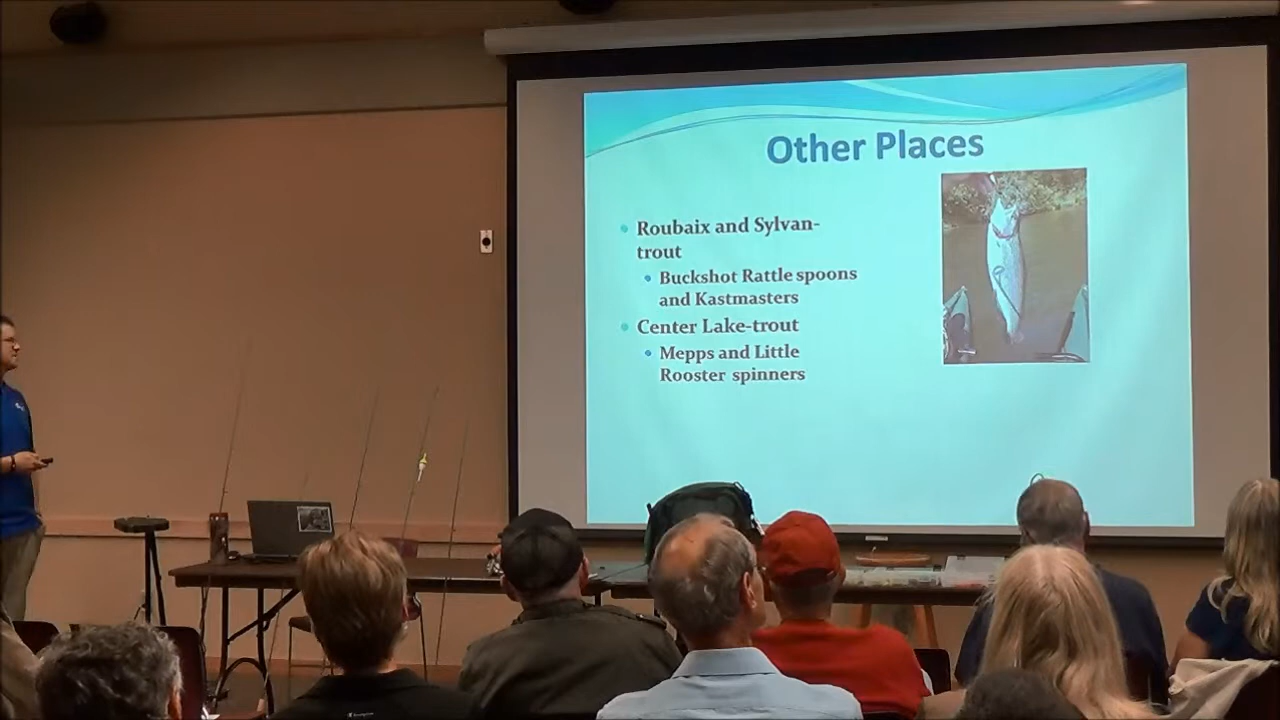 Other Places
Roubaix and Sylvan-
trout
Buckshot Rattle spoons
and Kastmasters
Center Lake-trout
Mepps and Little
Rooster spinners